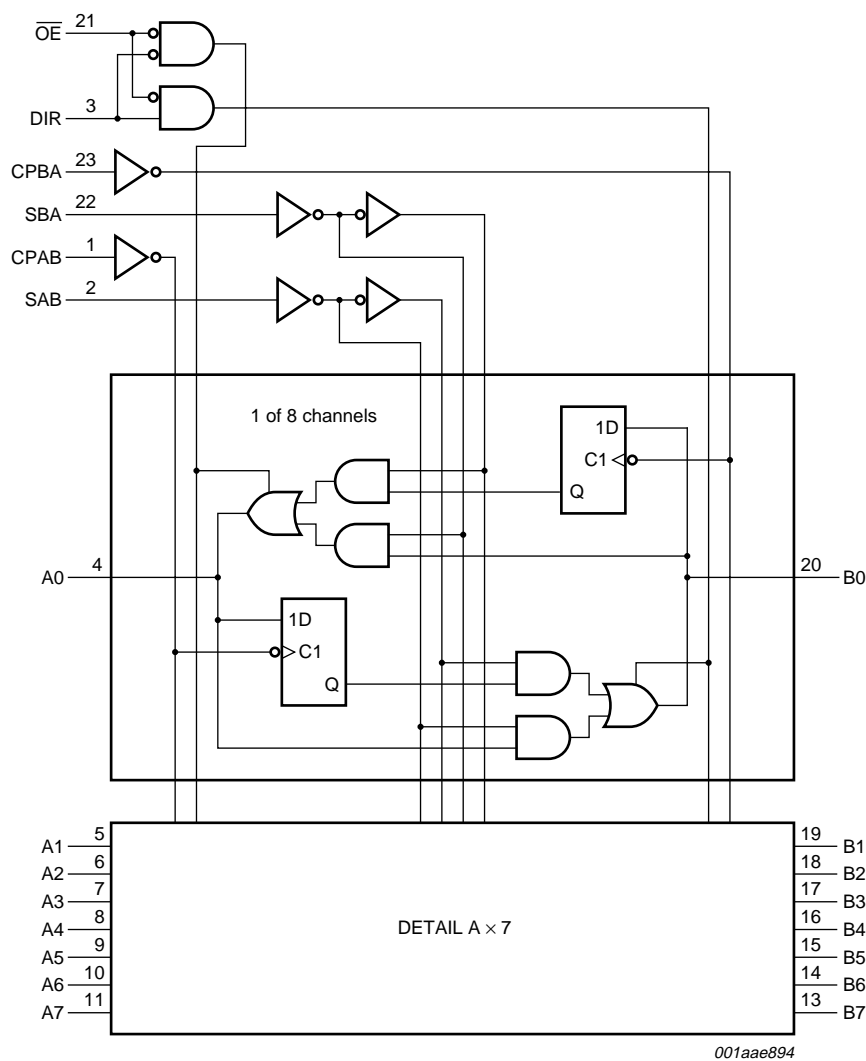 OE 21
DIR 3
CPBA 23
SBA 22
CPAB 1
SAB 2
1 of 8 channels
1D
C1
Q
A0 4
20 B0
1D
C1
Q
A1 5
A2 6
A3 7
A4 8
A5 9
A6 10
A7 11
DETAIL A × 7
19 B1
18 B2
17 B3
16 B4
15 B5
14 B6
13 B7
001aae894